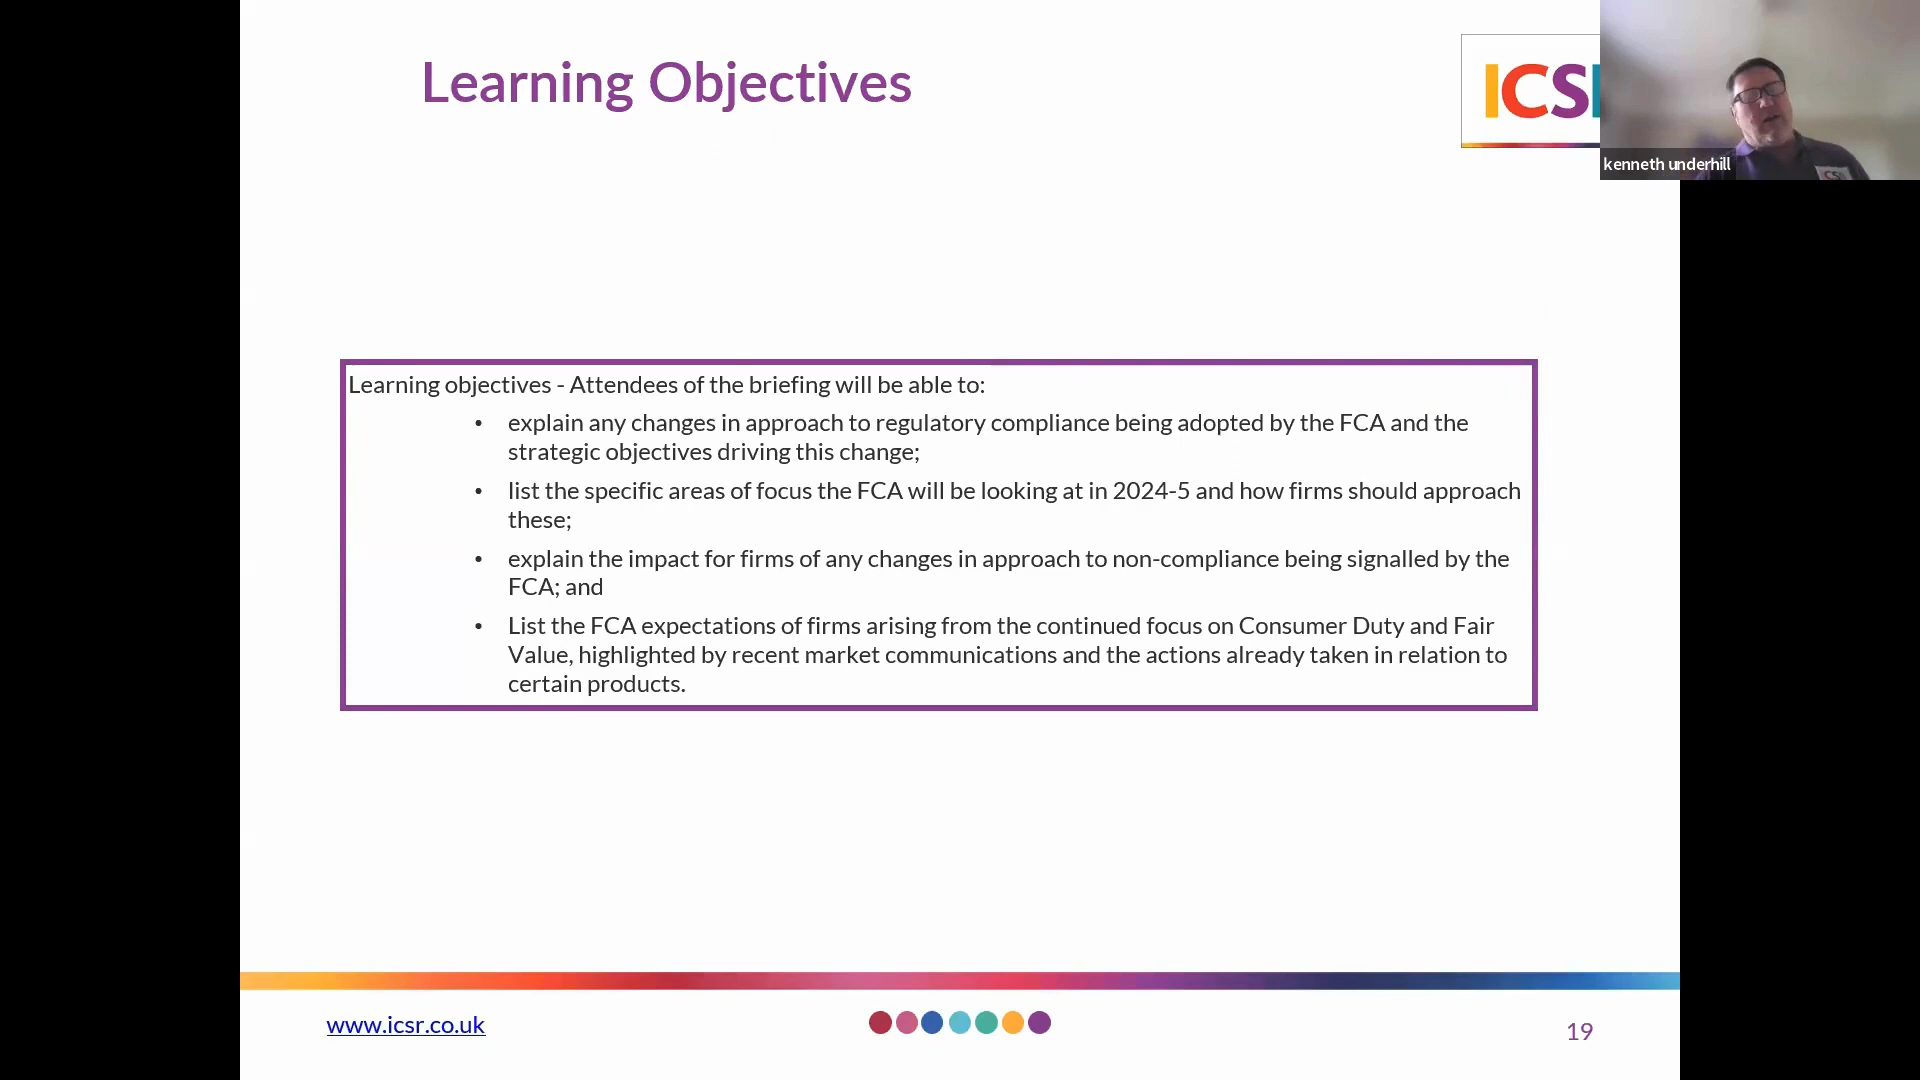 Learning Objectives
ICSR
kenneth underhill
CS
Learning objectives - Attendees of the briefing will be able to:
• explain any changes in approach to regulatory compliance being adopted by the FCA and the
strategic objectives driving this change;
• list the specific areas of focus the FCA will be looking at in 2024-5 and how firms should approach
these;
• explain the impact for firms of any changes in approach to non-compliance being signalled by the
FCA; and
• List the FCA expectations of firms arising from the continued focus on Consumer Duty and Fair
Value, highlighted by recent market communications and the actions already taken in relation to
certain products.
www.icsr.co.uk
19